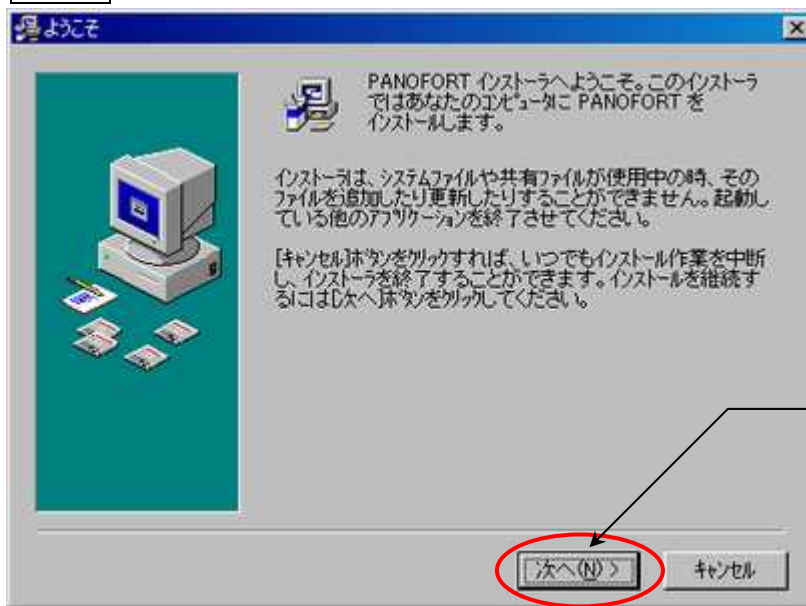 ようこそ
PANOFORT インストーラへようこそ。このインストーラ
ではあなたのコンピュータに PANOFORT を
インストールします。
インストーラは、システムファイルや共有ファイルが使用中の時、その
ファイルを追加したり更新したりすることができません。起動し
ている他のアプリケーションを終了させてください。
[キャンセル]ボタンをクリックすれば、いつでもインストール作業を中断
し、インストーラを終了することができます。インストールを継続す
るには[次へ]ボタンをクリックしてください。
次へ(N) >
キャンセル